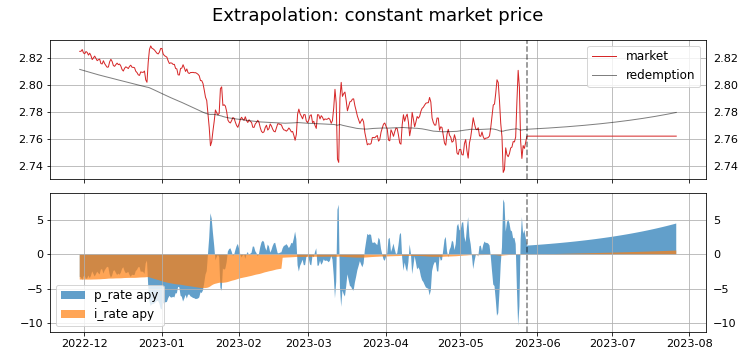 Extrapolation: constant market price
2.82 2.82
2.80 2.80
2.78 2.78
2.76 2.76
2.74 2.74
market
redemption
5 5
0 0
−5 −5
−10 −10
p_rate apy
i_rate apy
2022-12 2023-01 2023-02 2023-03 2023-04 2023-05 2023-06 2023-07 2023-08